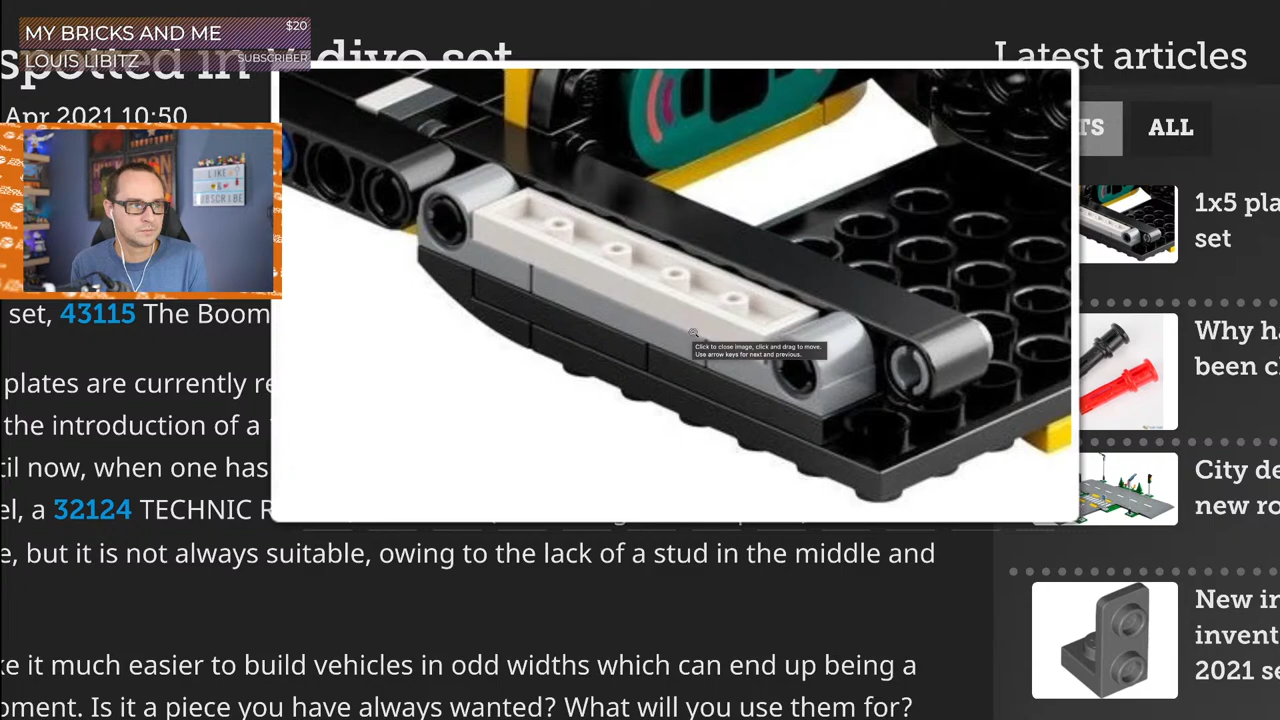 MY BRICKS AND ME $20
LOUIS LIBITZ SUBSCRIBER
spotted in set
Latest articles
Apr 2021 10:50
TS ALL
LIKE
&
SUBSCRIBE
1x5 pla
set
set, 43115 The Boom
Click to close image, click and drag to move.
Use arrow keys for next and previous.
Why ha
been c
plates are currently re
the introduction of a
til now, when one has
City de
new ro
el, a 32124 TECHNIC R
e, but it is not always suitable, owing to the lack of a stud in the middle and
New in
invent
2021 se
ke it much easier to build vehicles in odd widths which can end up being a
oment. Is it a piece you have always wanted? What will you use them for?